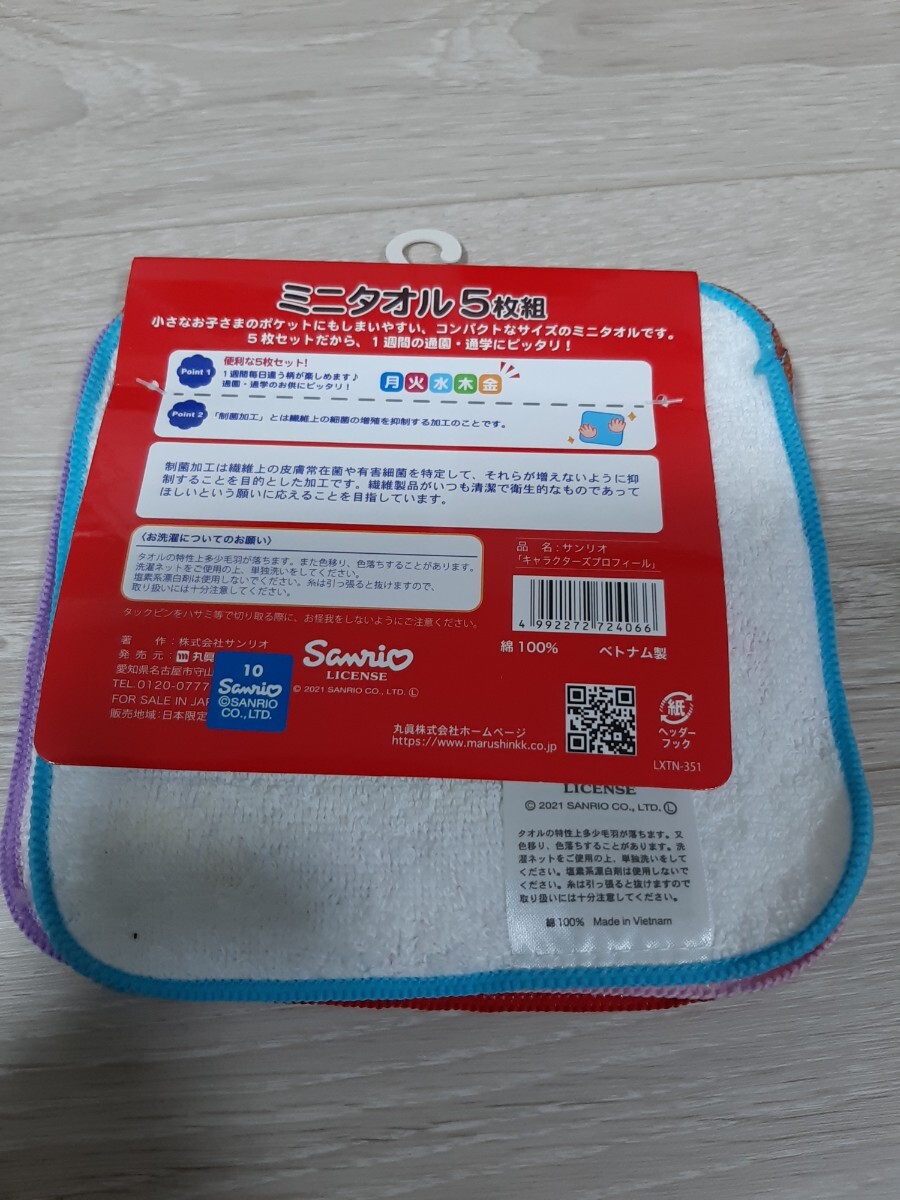 ミニタオル5枚組
小さなお子さまのポケットにもしまいやすい、コンパクトなサイズのミニタオルです。
5枚セットだから、1週間の通園・通学にピッタリ!
Point 1
便利な5枚セット!
1週間毎日違う柄が楽しめます♪
通園・通学のお供にピッタリ!
月火水木金
Point 2
「制菌加工」とは繊維上の細菌の増殖を抑制する加工のことです。
制菌加工は繊維上の皮膚常在菌や有害細菌を特定して、それらが増えないように抑
制することを目的とした加工です。繊維製品がいつも清潔で衛生的なものであって
ほしいという願いに応えることを目指しています。
〈お洗濯についてのお願い〉
タオルの特性上多少毛羽が落ちます。また色移り、色落ちすることがあります。
洗濯ネットをご使用の上、単独洗いをしてください。
塩素系漂白剤は使用しないでください。糸は引っ張ると抜けますので、
取り扱いには十分注意してください。
タックピンをハサミ等で切り取る際に、お怪我をしないようにご注意ください。
品 名:サンリオ
「キャラクターズプロフィール」
4 992272 724066
綿100% ベトナム製
著 作:株式会社サンリオ
発 売 元: 丸眞
愛知県名古屋市守山
TEL.0120-0777
FOR SALE IN JAP
販売地域:日本限定
10
Sanrio
©SANRIO
CO., LTD.
Sanrio
LICENSE
© 2021 SANRIO CO., LTD. Ⓛ
丸眞株式会社ホームページ
https://www.marushinkk.co.jp
紙
ヘッダー
フック
LXTN-351
LICENSE
© 2021 SANRIO CO., LTD. Ⓛ
タオルの特性上多少毛羽が落ちます。又
色移り、色落ちすることがあります。洗
濯ネットをご使用の上、単独洗いをしてく
ださい。塩素系漂白剤は使用しないでくだ
さい。糸は引っ張ると抜けますので
取り扱いには十分注意してください。
綿100% Made in Vietnam